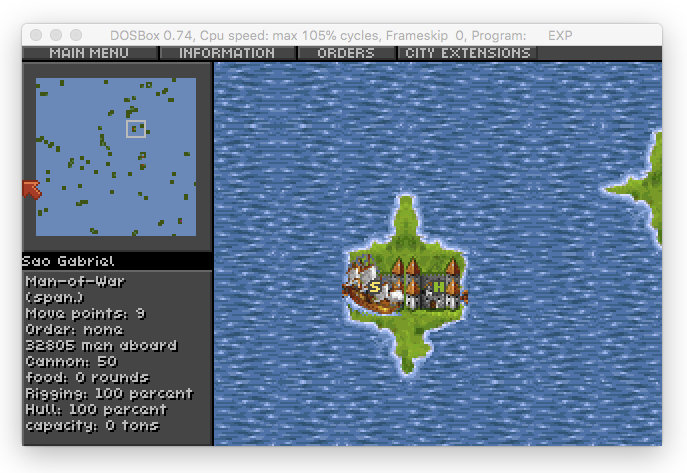 DOSBox 0.74, Cpu speed: max 105% cycles, Frameskip 0, Program: EXP
MAIN MENU INFORMATION ORDERS CITY EXTENSIONS
Sao Gabriel
Man-of-War
(span.)
Move points: 9
Order: none
32805 men aboard
Cannon: 50
food: 0 rounds
Rigging: 100 percent
Hull: 100 percent
capacity: 0 tons
S H